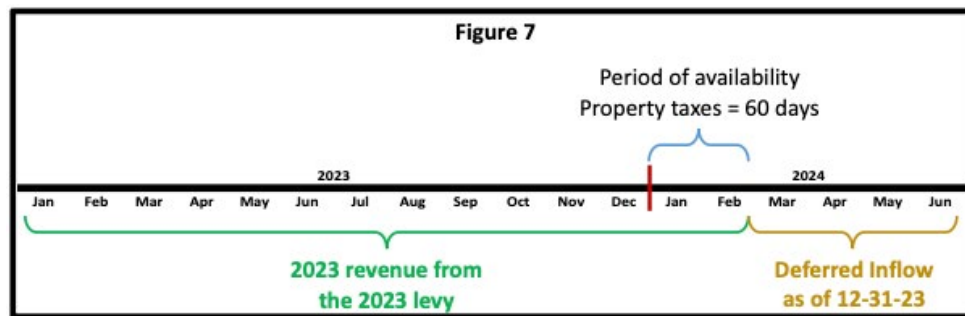 Figure 7
Period of availability
Property taxes = 60 days
2023 2024
Jan Feb Mar Apr May Jun Jul Aug Sep Oct Nov Dec Jan Feb Mar Apr May Jun
2023 revenue from Deferred Inflow
the 2023 levy as of 12-31-23